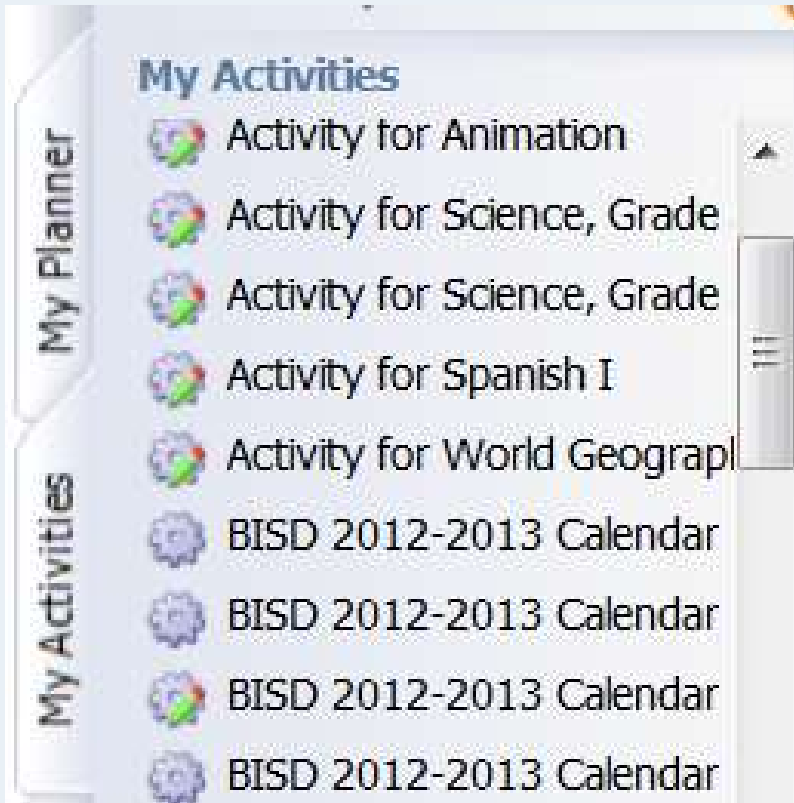 My Activities
Activity for Animation
Activity for Science, Grade
Activity for Science, Grade
Activity for Spanish I
Activity for World Geograpl
BISD 2012-2013 Calendar
BISD 2012-2013 Calendar
BISD 2012-2013 Calendar
BISD 2012-2013 Calendar
My Planner
My Activities